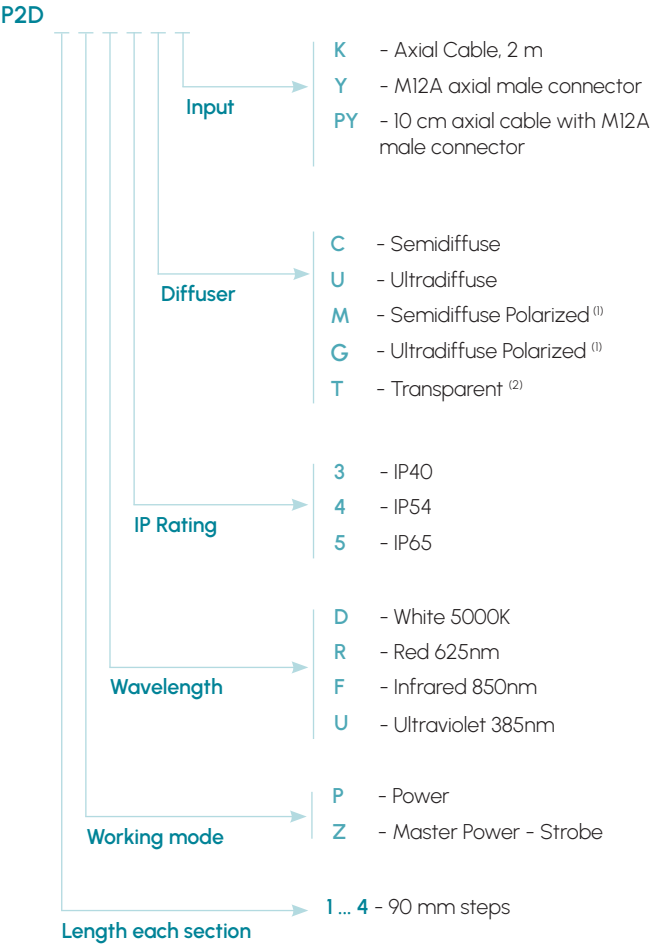 P2D
K - Axial Cable, 2 m
Y - M12A axial male connector
PY - 10 cm axial cable with M12A
male connector
Input
C - Semidiffuse
U - Ultradiffuse
M - Semidiffuse Polarized (1)
G - Ultradiffuse Polarized (1)
T - Transparent (2)
Diffuser
3 - IP40
4 - IP54
5 - IP65
IP Rating
D - White 5000K
R - Red 625nm
F - Infrared 850nm
U - Ultraviolet 385nm
Wavelength
P - Power
Z - Master Power - Strobe
Working mode
1 ... 4 - 90 mm steps
Length each section